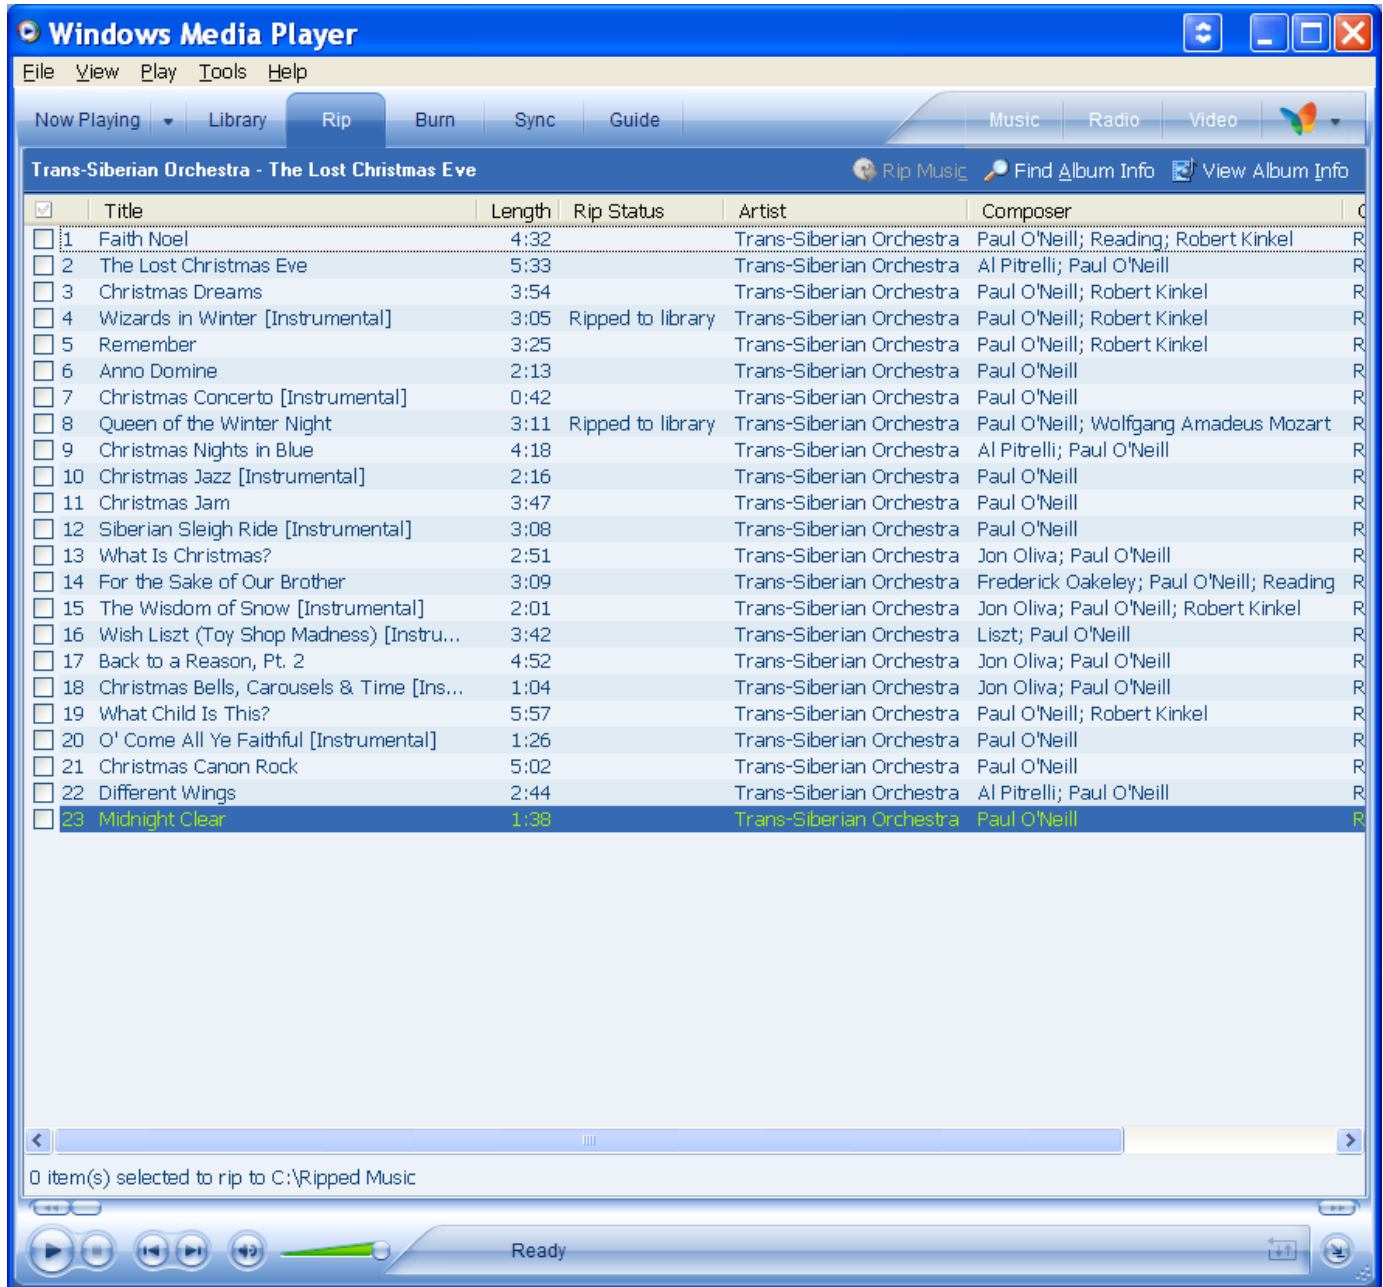 Windows Media Player
File View Play Tools Help
Now Playing Library Rip Burn Sync Guide Music Radio Video
Trans-Siberian Orchestra - The Lost Christmas Eve Rip Music Find Album Info View Album Info
Title Length Rip Status Artist Composer
1 Faith Noel 4:32 Trans-Siberian Orchestra Paul O'Neill; Reading; Robert Kinkel R
2 The Lost Christmas Eve 5:33 Trans-Siberian Orchestra Al Pitrelli; Paul O'Neill R
3 Christmas Dreams 3:54 Trans-Siberian Orchestra Paul O'Neill; Robert Kinkel R
4 Wizards in Winter [Instrumental] 3:05 Ripped to library Trans-Siberian Orchestra Paul O'Neill; Robert Kinkel R
5 Remember 3:25 Trans-Siberian Orchestra Paul O'Neill; Robert Kinkel R
6 Anno Domine 2:13 Trans-Siberian Orchestra Paul O'Neill R
7 Christmas Concerto [Instrumental] 0:42 Trans-Siberian Orchestra Paul O'Neill R
8 Queen of the Winter Night 3:11 Ripped to library Trans-Siberian Orchestra Paul O'Neill; Wolfgang Amadeus Mozart R
9 Christmas Nights in Blue 4:18 Trans-Siberian Orchestra Al Pitrelli; Paul O'Neill R
10 Christmas Jazz [Instrumental] 2:16 Trans-Siberian Orchestra Paul O'Neill R
11 Christmas Jam 3:47 Trans-Siberian Orchestra Paul O'Neill R
12 Siberian Sleigh Ride [Instrumental] 3:08 Trans-Siberian Orchestra Paul O'Neill R
13 What Is Christmas? 2:51 Trans-Siberian Orchestra Jon Oliva; Paul O'Neill R
14 For the Sake of Our Brother 3:09 Trans-Siberian Orchestra Frederick Oakeley; Paul O'Neill; Reading R
15 The Wisdom of Snow [Instrumental] 2:01 Trans-Siberian Orchestra Jon Oliva; Paul O'Neill; Robert Kinkel R
16 Wish Liszt (Toy Shop Madness) [Instru... 3:42 Trans-Siberian Orchestra Liszt; Paul O'Neill R
17 Back to a Reason, Pt. 2 4:52 Trans-Siberian Orchestra Jon Oliva; Paul O'Neill R
18 Christmas Bells, Carousels & Time [Ins... 1:04 Trans-Siberian Orchestra Jon Oliva; Paul O'Neill R
19 What Child Is This? 5:57 Trans-Siberian Orchestra Paul O'Neill; Robert Kinkel R
20 O' Come All Ye Faithful [Instrumental] 1:26 Trans-Siberian Orchestra Paul O'Neill R
21 Christmas Canon Rock 5:02 Trans-Siberian Orchestra Paul O'Neill R
22 Different Wings 2:44 Trans-Siberian Orchestra Al Pitrelli; Paul O'Neill R
23 Midnight Clear 1:38 Trans-Siberian Orchestra Paul O'Neill R
0 item(s) selected to rip to C:\Ripped Music
Ready